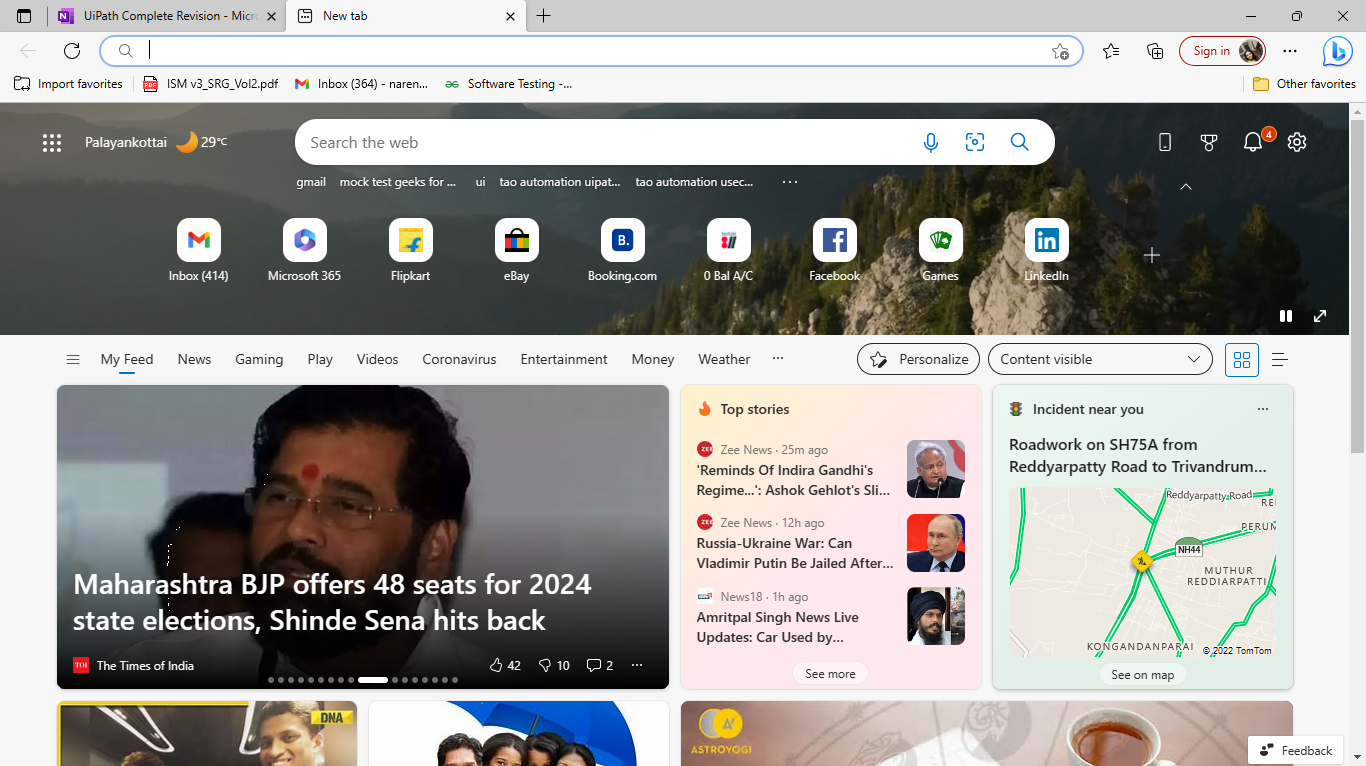 UiPath Complete Revision - Micr
New tab
Sign in
Import favorites
ISM v3_SRG_Vol2.pdf
Inbox (364) - naren...
Software Testing -...
Other favorites
Palayankottai
29°C
Search the web
4
gmail
mock test geeks for ...
ui
tao automation uipat...
tao automation usec...
Inbox (414)
Microsoft 365
Flipkart
eBay
B.
Booking.com
0 Bal A/C
Facebook
Games
LinkedIn
My Feed
News
Gaming
Play
Videos
Coronavirus
Entertainment
Money
Weather
Personalize
Content visible
Maharashtra BJP offers 48 seats for 2024
state elections, Shinde Sena hits back
TOI
The Times of India
42
10
2
Top stories
Zee News · 25m ago
'Reminds Of Indira Gandhi's
Regime...': Ashok Gehlot's Sli...
Zee News · 12h ago
Russia-Ukraine War: Can
Vladimir Putin Be Jailed After...
News18 · 1h ago
Amritpal Singh News Live
Updates: Car Used by...
See more
Incident near you
Roadwork on SH75A from
Reddyarpatty Road to Trivandrum...
Reddyarpatty Road
REI
PERUM
NH44
MUTHUR
REDDIARPATTI
KONGANDANPARAI
© 2022 TomTom
See on map
DNA
ASTROYOGI
Feedback